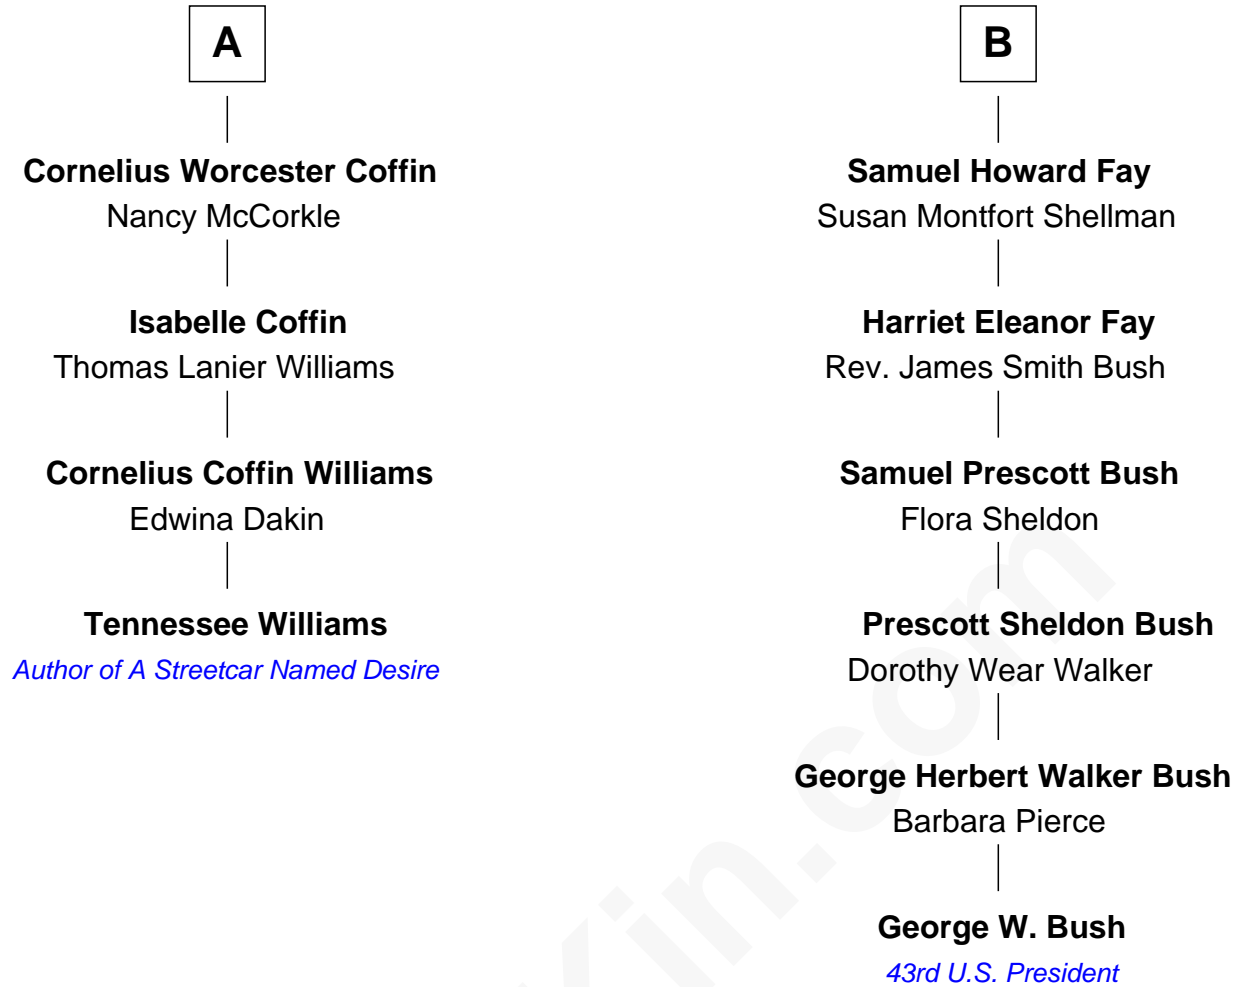 A
Cornelius Worcester Coffin
Nancy McCorkle
Isabelle Coffin
Thomas Lanier Williams
Cornelius Coffin Williams
Edwina Dakin
Tennessee Williams
Author of A Streetcar Named Desire
B
Samuel Howard Fay
Susan Montfort Shellman
Harriet Eleanor Fay
Rev. James Smith Bush
Samuel Prescott Bush
Flora Sheldon
Prescott Sheldon Bush
Dorothy Wear Walker
George Herbert Walker Bush
Barbara Pierce
George W. Bush
43rd U.S. President
Kin.com